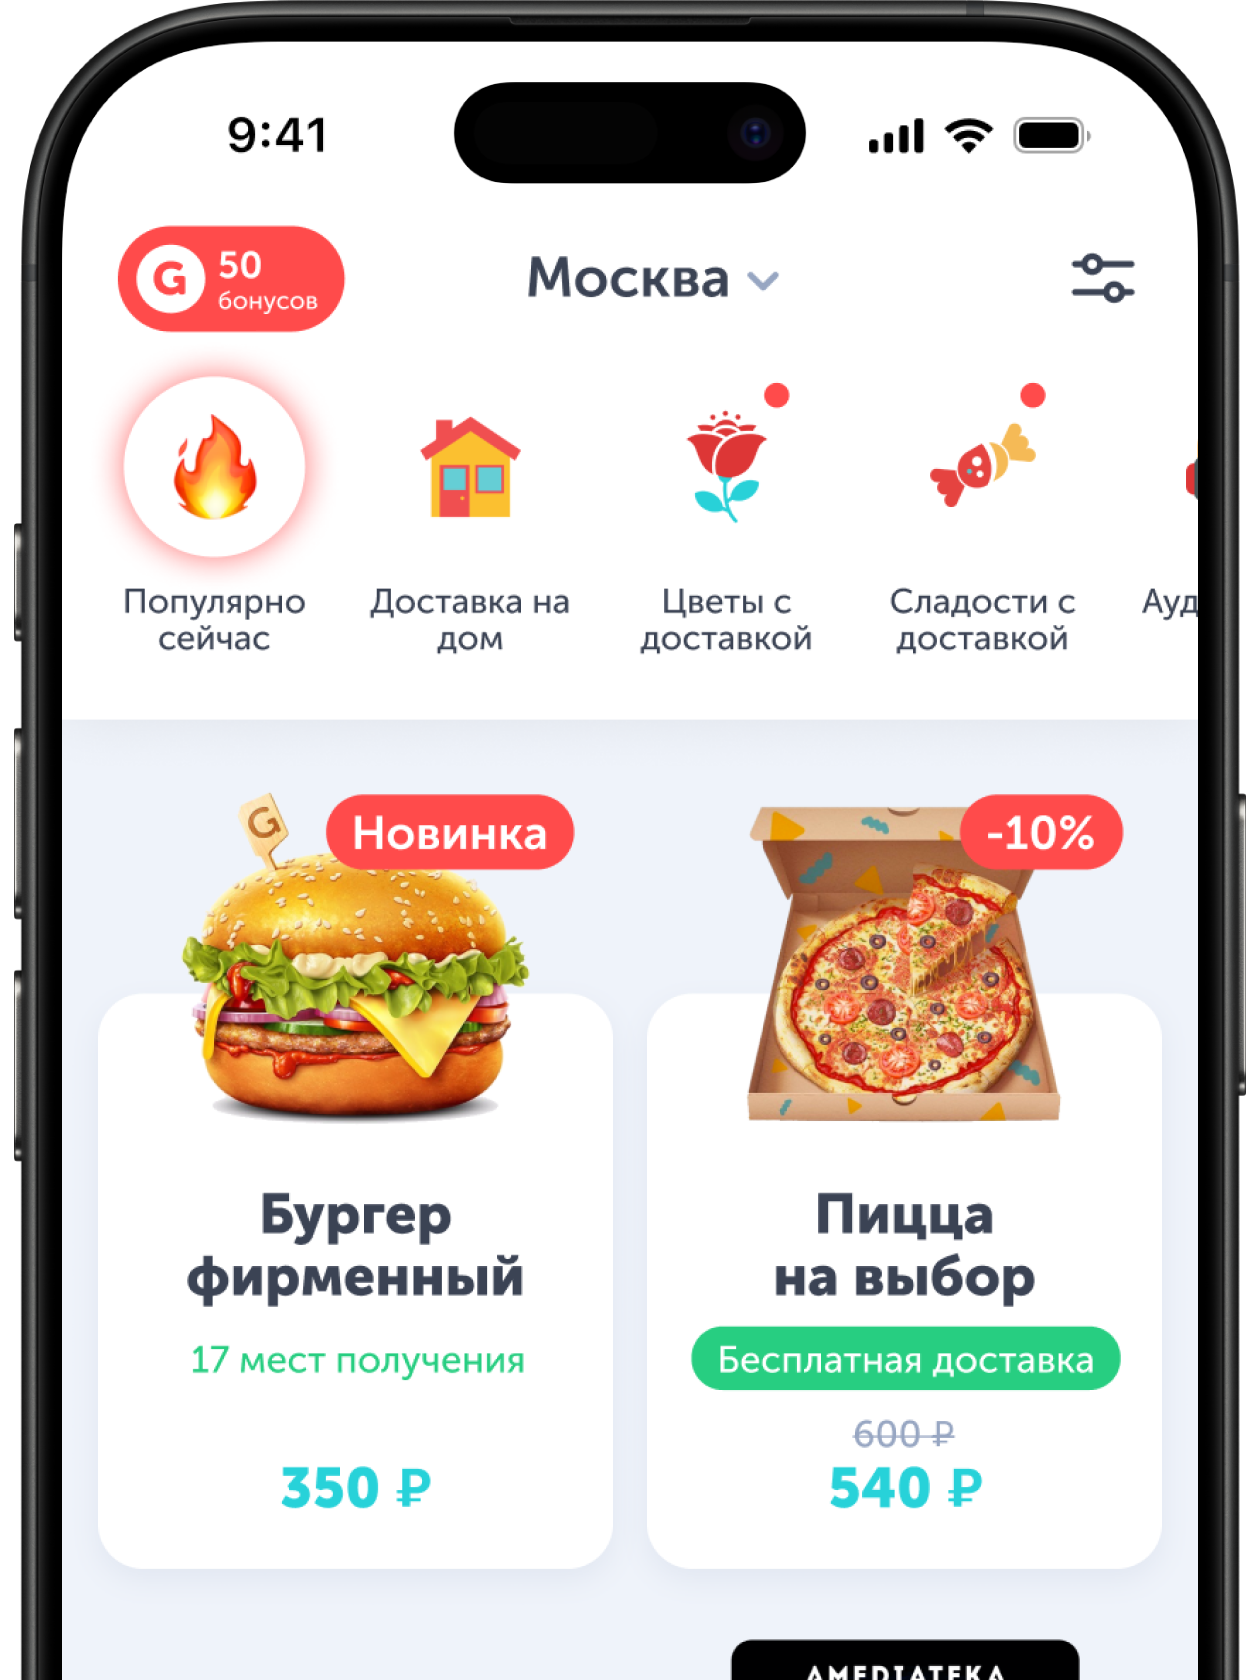 9:41
G
50
бонусов
Москва
Популярно
сейчас
Доставка на
дом
Цветы с
доставкой
Сладости с
доставкой
Ауд
G
Новинка
-10%
Бургер
фирменный
17 мест получения
350 ₽
Пицца
на выбор
Бесплатная доставка
600 ₽
540 ₽
AMEDIATEKA